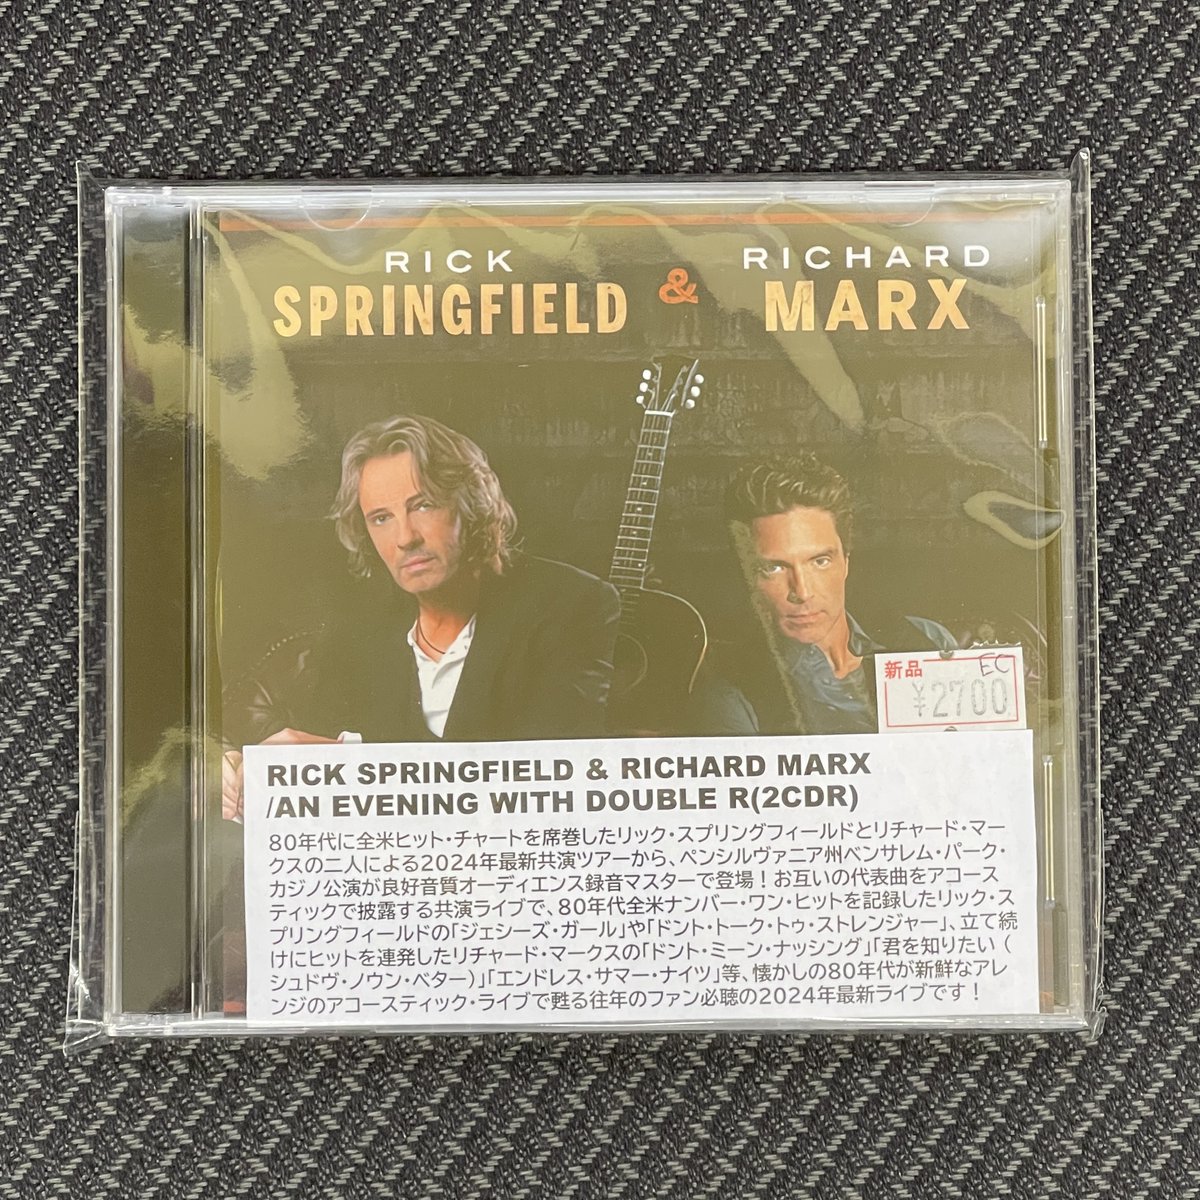 RICK
SPRINGFIELD
&
RICHARD
MARX
新品
EC
¥2700
RICK SPRINGFIELD & RICHARD MARX
/AN EVENING WITH DOUBLE R(2CDR)
80年代に全米ヒット・チャートを席巻したリック・スプリングフィールドとリチャード・マー
クスの二人による2024年最新共演ツアーから、ペンシルヴァニア州ベンサレム・パーク・
カジノ公演が良好音質オーディエンス録音マスターで登場！お互いの代表曲をアコース
ティックで披露する共演ライブで、80年代全米ナンバー・ワン・ヒットを記録したリック・ス
プリングフィールドの「ジェシーズ・ガール」や「ドント・トーク・トゥ・ストレンジャー」、立て続
けにヒットを連発したリチャード・マークスの「ドント・ミーン・ナッシング」「君を知りたい（
シュドヴ・ノウン・ベター）」「エンドレス・サマー・ナイツ」等、懐かしの80年代が新鮮なアレ
ンジのアコースティック・ライブで甦る往年のファン必聴の2024年最新ライブです！